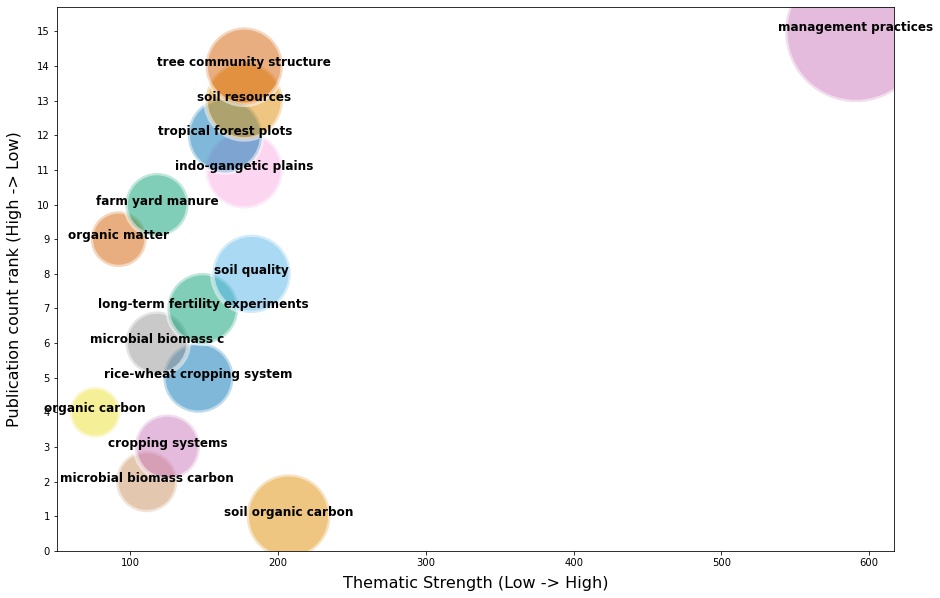 15
management practices
14
tree community structure
13
soil resources
12
tropical forest plots
11
indo-gangetic plains
10
farm yard manure
9
organic matter
8
soil quality
7
long-term fertility experiments
6
microbial biomass c
5
rice-wheat cropping system
4
organic carbon
3
cropping systems
2
microbial biomass carbon
1
soil organic carbon
0
Publication count rank (High -> Low)
100 200 300 400 500 600
Thematic Strength (Low -> High)